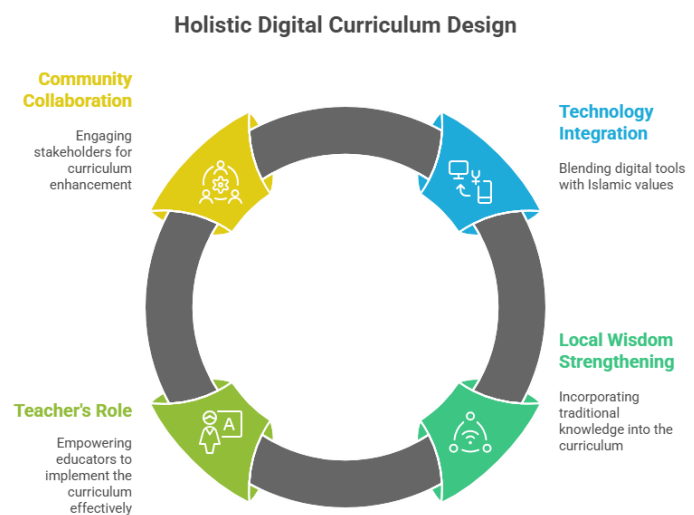 Holistic Digital Curriculum Design
Community
Collaboration
Engaging
stakeholders for
curriculum
enhancement
Technology
Integration
Blending digital tools
with Islamic values
Local Wisdom
Strengthening
Incorporating
traditional
knowledge into the
curriculum
Teacher's Role
Empowering
educators to
implement the
curriculum
effectively
A